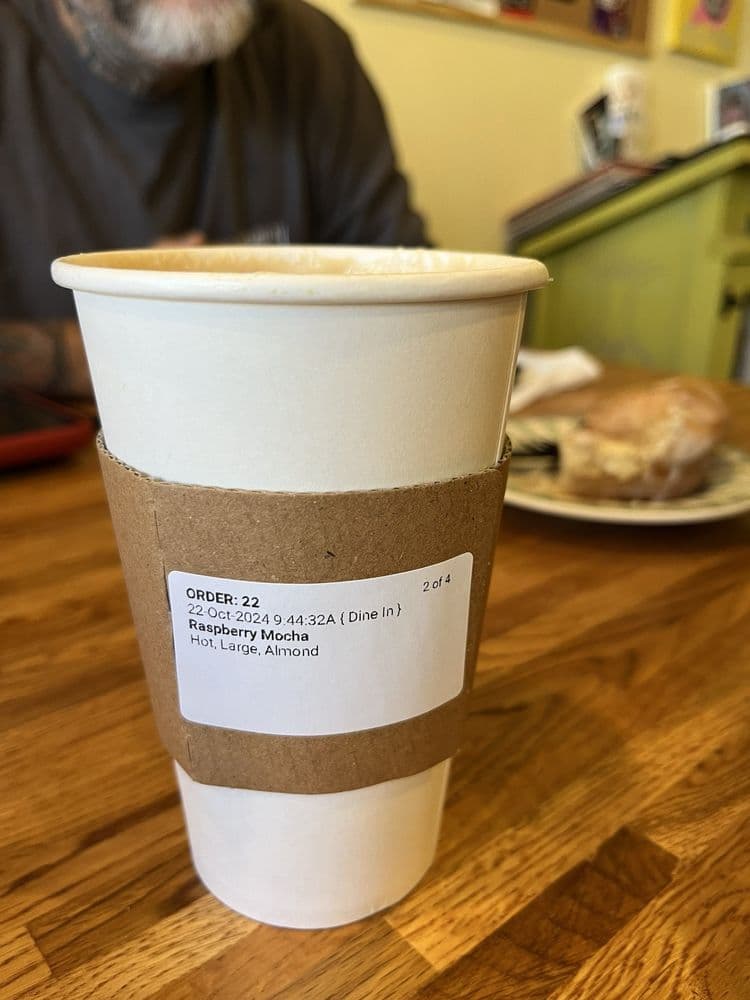 ORDER: 22
2 of 4
22-Oct-2024 9:44:32A { Dine In }
Raspberry Mocha
Hot, Large, Almond